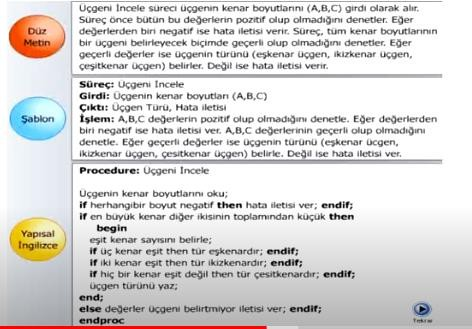 Düz
Metin
Üçgeni İncele süreci üçgenin kenar boyutlarını (A,B,C) girdi olarak alır.
Süreç önce bütün bu değerlerin pozitif olup olmadığını denetler. Eğer
değerlerden biri negatif ise hata iletisi verir. Süreç, tüm kenar boyutlarının
bir üçgeni belirleyecek biçimde geçerli olup olmadığını denetler. Eğer
geçerli değerler ise üçgenin türünü (eşkenar üçgen, ikizkenar üçgen,
çeşitkenar üçgen) belirler. Değil ise hata iletisi verir.
Şablon
Süreç: Üçgeni İncele
Girdi: Üçgenin kenar boyutları (A,B,C)
Çıktı: Üçgen Türü, Hata iletisi
İşlem: A,B,C değerlerin pozitif olup olmadığını denetle. Eğer değerlerden
biri negatif ise hata iletisi ver. A,B,C değerlerinin geçerli olup olmadığını
denetle. Eğer geçerli değerler ise üçgenin türünü (eşkenar ücgen,
ikizkenar üçgen, çesitkenar üçgen) belirle. Değil ise hata iletisi ver.
Yapısal
İngilizce
Procedure: Üçgeni İncele
Üçgenin kenar boyutlarını oku;
if herhangibir boyut negatif then hata iletisi ver; endif;
if en büyük kenar diğer ikisinin toplamından küçük then
begin
eşit kenar sayısını belirle;
if üç kenar eşit then tür eşkenardır; endif;
if iki kenar eşit then tür ikizkenardır; endif;
if hiç bir kenar eşit değil then tür çesitkenardır; endif;
üçgenin türünü yaz;
end;
else değerler üçgeni belirtmiyor iletisi ver; endif;
endproc
Tekrar